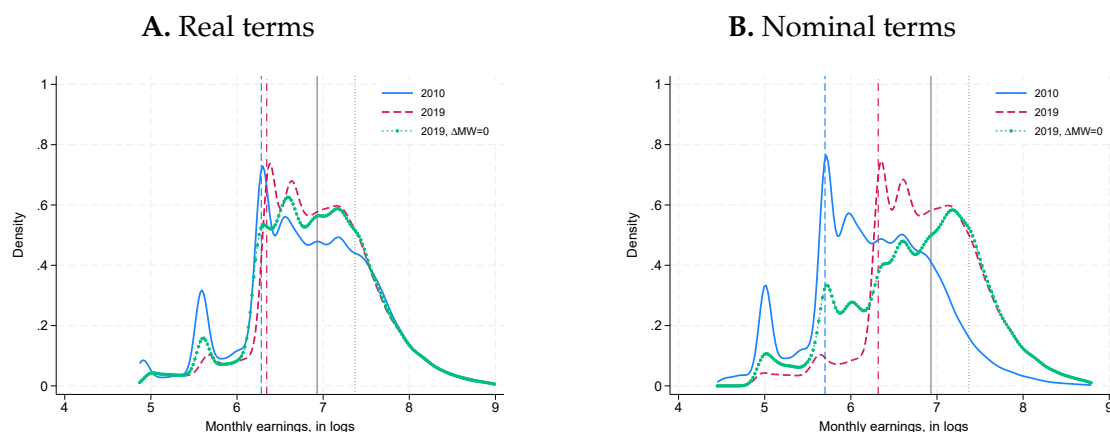 A. Real terms
1
.8
.6
.4
.2
0
Density
4 5 6 7 8 9
Monthly earnings, in logs
2010
2019
2019, ΔMW=0
B. Nominal terms
1
.8
.6
.4
.2
0
Density
4 5 6 7 8 9
Monthly earnings, in logs
2010
2019
2019, ΔMW=0